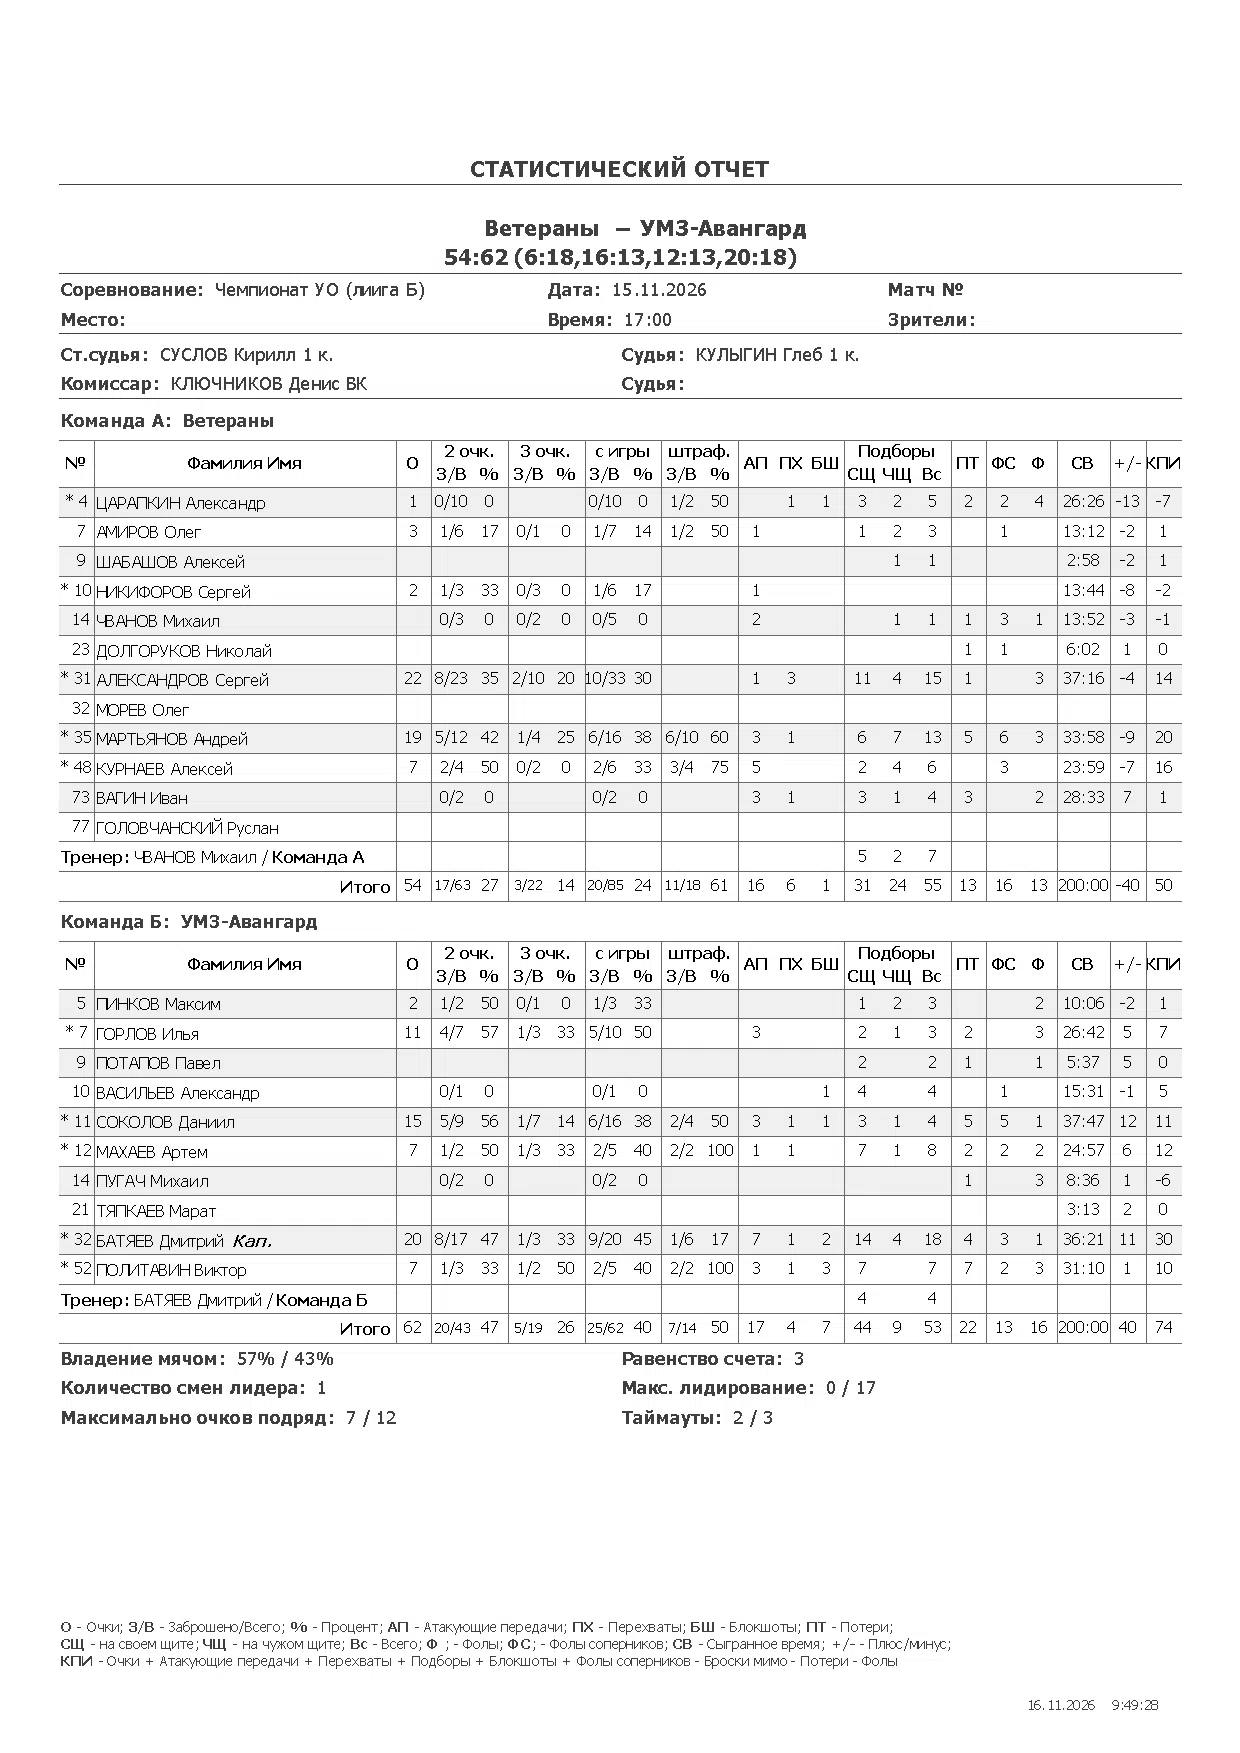 СТАТИСТИЧЕСКИЙ ОТЧЕТ
Ветераны – УМЗ-Авангард
54:62 (6:18,16:13,12:13,20:18)
Соревнование: Чемпионат УО (лиига Б) Дата: 15.11.2026 Матч №
Место: Время: 17:00 Зрители:
Ст.судья: СУСЛОВ Кирилл 1 к. Судья: КУЛЫГИН Глеб 1 к.
Комиссар: КЛЮЧНИКОВ Денис ВК Судья:
Команда А: Ветераны
№ Фамилия Имя О 2 очк. 3 очк. с игры штраф. АП ПХ БШ Подборы ПТ ФС Ф СВ +/- КПИ
З/В % З/В % З/В % З/В % СЩ ЧЩ Вс
* 4 ЦАРАПКИН Александр 1 0/10 0 0/10 0 1/2 50 1 1 3 2 5 2 2 4 26:26 -13 -7
7 АМИРОВ Олег 3 1/6 17 0/1 0 1/7 14 1/2 50 1 1 2 3 1 13:12 -2 1
9 ШАБАШОВ Алексей 1 1 2:58 -2 1
* 10 НИКИФОРОВ Сергей 2 1/3 33 0/3 0 1/6 17 1 13:44 -8 -2
14 ЧВАНОВ Михаил 0/3 0 0/2 0 0/5 0 2 1 1 1 3 1 13:52 -3 -1
23 ДОЛГОРУКОВ Николай 1 1 6:02 1 0
* 31 АЛЕКСАНДРОВ Сергей 22 8/23 35 2/10 20 10/33 30 1 3 11 4 15 1 3 37:16 -4 14
32 МОРЕВ Олег
* 35 МАРТЬЯНОВ Андрей 19 5/12 42 1/4 25 6/16 38 6/10 60 3 1 6 7 13 5 6 3 33:58 -9 20
* 48 КУРНАЕВ Алексей 7 2/4 50 0/2 0 2/6 33 3/4 75 5 2 4 6 3 23:59 -7 16
73 ВАГИН Иван 0/2 0 0/2 0 3 1 3 1 4 3 2 28:33 7 1
77 ГОЛОВЧАНСКИЙ Руслан
Тренер: ЧВАНОВ Михаил / Команда А 5 2 7
Итого 54 17/63 27 3/22 14 20/85 24 11/18 61 16 6 1 31 24 55 13 16 13 200:00 -40 50
Команда Б: УМЗ-Авангард
№ Фамилия Имя О 2 очк. 3 очк. с игры штраф. АП ПХ БШ Подборы ПТ ФС Ф СВ +/- КПИ
З/В % З/В % З/В % З/В % СЩ ЧЩ Вс
5 ПИНКОВ Максим 2 1/2 50 0/1 0 1/3 33 1 2 3 2 10:06 -2 1
* 7 ГОРЛОВ Илья 11 4/7 57 1/3 33 5/10 50 3 2 1 3 2 3 26:42 5 7
9 ПОТАПОВ Павел 2 2 1 1 5:37 5 0
10 ВАСИЛЬЕВ Александр 0/1 0 0/1 0 1 4 4 1 15:31 -1 5
* 11 СОКОЛОВ Даниил 15 5/9 56 1/7 14 6/16 38 2/4 50 3 1 1 3 1 4 5 5 1 37:47 12 11
* 12 МАХАЕВ Артем 7 1/2 50 1/3 33 2/5 40 2/2 100 1 1 7 1 8 2 2 2 24:57 6 12
14 ПУГАЧ Михаил 0/2 0 0/2 0 1 3 8:36 1 -6
21 ТЯПКАЕВ Марат 3:13 2 0
* 32 БАТЯЕВ Дмитрий Кап. 20 8/17 47 1/3 33 9/20 45 1/6 17 7 1 2 14 4 18 4 3 1 36:21 11 30
* 52 ПОЛИТАВИН Виктор 7 1/3 33 1/2 50 2/5 40 2/2 100 3 1 3 7 7 7 2 3 31:10 1 10
Тренер: БАТЯЕВ Дмитрий / Команда Б 4 4
Итого 62 20/43 47 5/19 26 25/62 40 7/14 50 17 4 7 44 9 53 22 13 16 200:00 40 74
Владение мячом: 57% / 43% Равенство счета: 3
Количество смен лидера: 1 Макс. лидирование: 0 / 17
Максимально очков подряд: 7 / 12 Таймауты: 2 / 3
О - Очки; З/В - Заброшено/Всего; % - Процент; АП - Атакующие передачи; ПХ - Перехваты; БШ - Блокшоты; ПТ - Потери;
СЩ - на своем щите; ЧЩ - на чужом щите; Вс - Всего; Ф ; - Фолы; ФС; - Фолы соперников; СВ - Сыгранное время; +/- - Плюс/минус;
КПИ - Очки + Атакующие передачи + Перехваты + Подборы + Блокшоты + Фолы соперников - Броски мимо - Потери - Фолы
16.11.2026 9:49:28